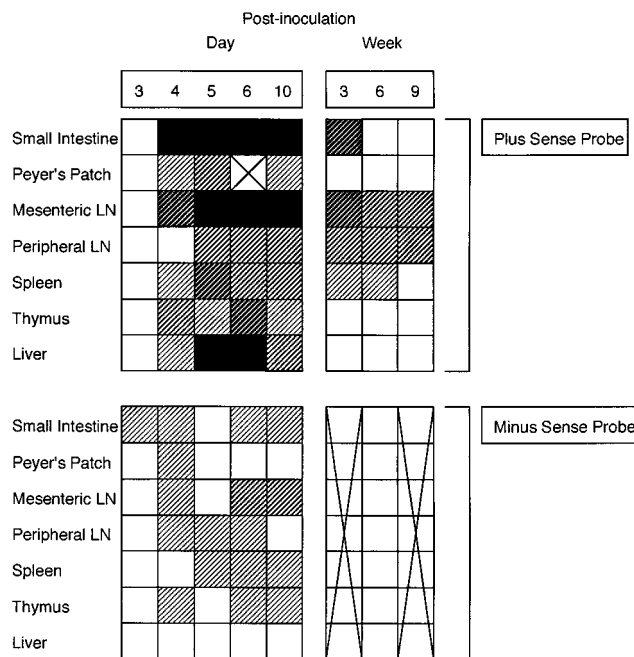 Post-inoculation
Day Week
3 4 5 6 10 3 6 9
Small Intestine
Plus Sense Probe
Peyer's Patch
Mesenteric LN
Peripheral LN
Spleen
Thymus
Liver
Small Intestine
Minus Sense Probe
Peyer's Patch
Mesenteric LN
Peripheral LN
Spleen
Thymus
Liver